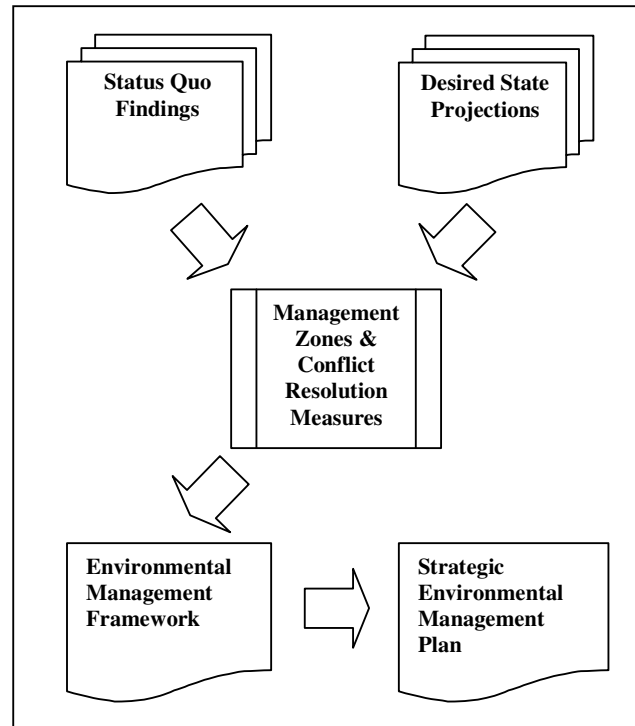 Status Quo
Findings
Desired State
Projections
Management
Zones &
Conflict
Resolution
Measures
Environmental
Management
Framework
Strategic
Environmental
Management
Plan